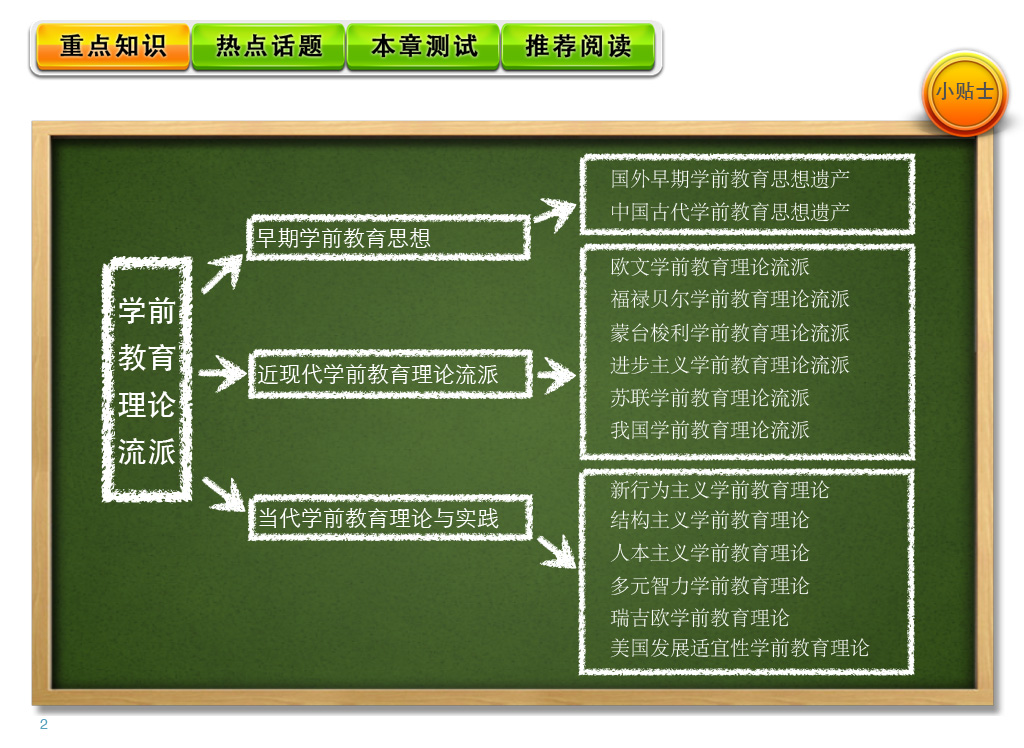 重点知识
热点话题
本章测试
推荐阅读
小贴士
学前
教育
理论
流派
早期学前教育思想
国外早期学前教育思想遗产
中国古代学前教育思想遗产
近现代学前教育理论流派
欧文学前教育理论流派
福禄贝尔学前教育理论流派
蒙台梭利学前教育理论流派
进步主义学前教育理论流派
苏联学前教育理论流派
我国学前教育理论流派
当代学前教育理论与实践
新行为主义学前教育理论
结构主义学前教育理论
人本主义学前教育理论
多元智力学前教育理论
瑞吉欧学前教育理论
美国发展适宜性学前教育理论
2